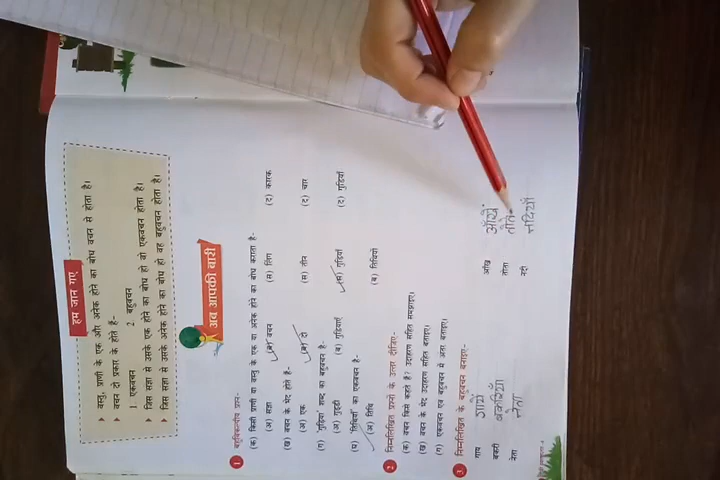 हम जान गए
वस्तु, प्राणी के एक और अनेक होने का बोध वचन से होता है।
वचन दो प्रकार के होते हैं-
1. एकवचन 2. बहुवचन
जिस संज्ञा से उसके एक होने का बोध हो वो एकवचन होता है।
जिस संज्ञा से उसके अनेक होने का बोध हो वह बहुवचन होता है।
अब आपकी बारी
1 बहुविकल्पीय प्रश्न-
(क) किसी प्राणी या वस्तु के एक या अनेक होने का बोध कराता है-
(अ) संज्ञा (ब) वचन (स) लिंग (द) कारक
(ख) वचन के भेद होते हैं-
(अ) एक (ब) दो (स) तीन (द) चार
(ग) 'गुड़िया' शब्द का बहुवचन है-
(अ) गुड्डी (ब) गुड़ियाएँ (स) गुड़ियाँ (द) गुड़ियों
(घ) 'तिथियाँ' का एकवचन है-
(अ) तिथि (ब) तिथियों
2 निम्नलिखित प्रश्नों के उत्तर दीजिए-
(क) वचन किसे कहते हैं? उदाहरण सहित समझाइए।
(ख) वचन के भेद उदाहरण सहित बताइए।
(ग) एकवचन एवं बहुवचन में अंतर बताइए।
3 निम्नलिखित के बहुवचन बनाइए-
गाय गायें आँख आँखें
बकरी बकरियाँ तोता तोते
नेता नेता नदी नदियाँ